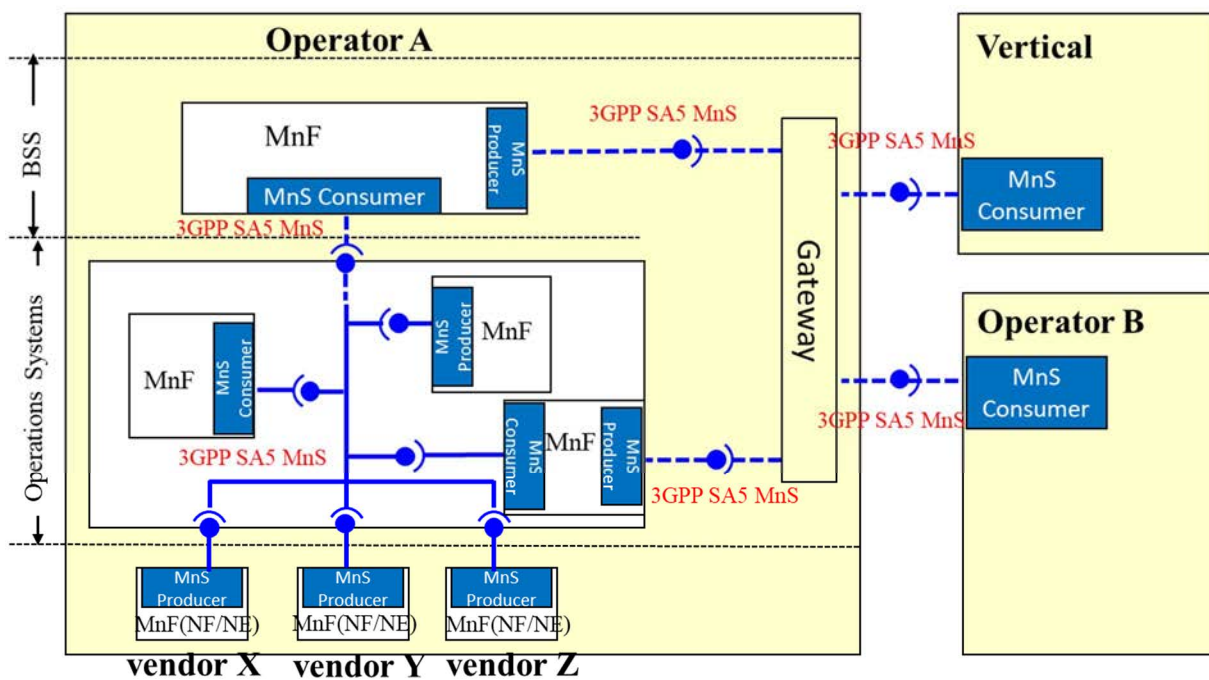 Operator A
Vertical
BSS
MnF
MnS
Producer
MnS Consumer
3GPP SA5 MnS
3GPP SA5 MnS
3GPP SA5 MnS
MnS
Consumer
Gateway
Operations Systems
MnF
MnS
Consumer
MnS
Producer
MnF
MnS
Consumer
MnF
MnS
Producer
3GPP SA5 MnS
3GPP SA5 MnS
Operator B
MnS
Consumer
3GPP SA5 MnS
MnS
Producer
MnF(NF/NE)
vendor X
MnS
Producer
MnF(NF/NE)
vendor Y
MnS
Producer
MnF(NF/NE)
vendor Z